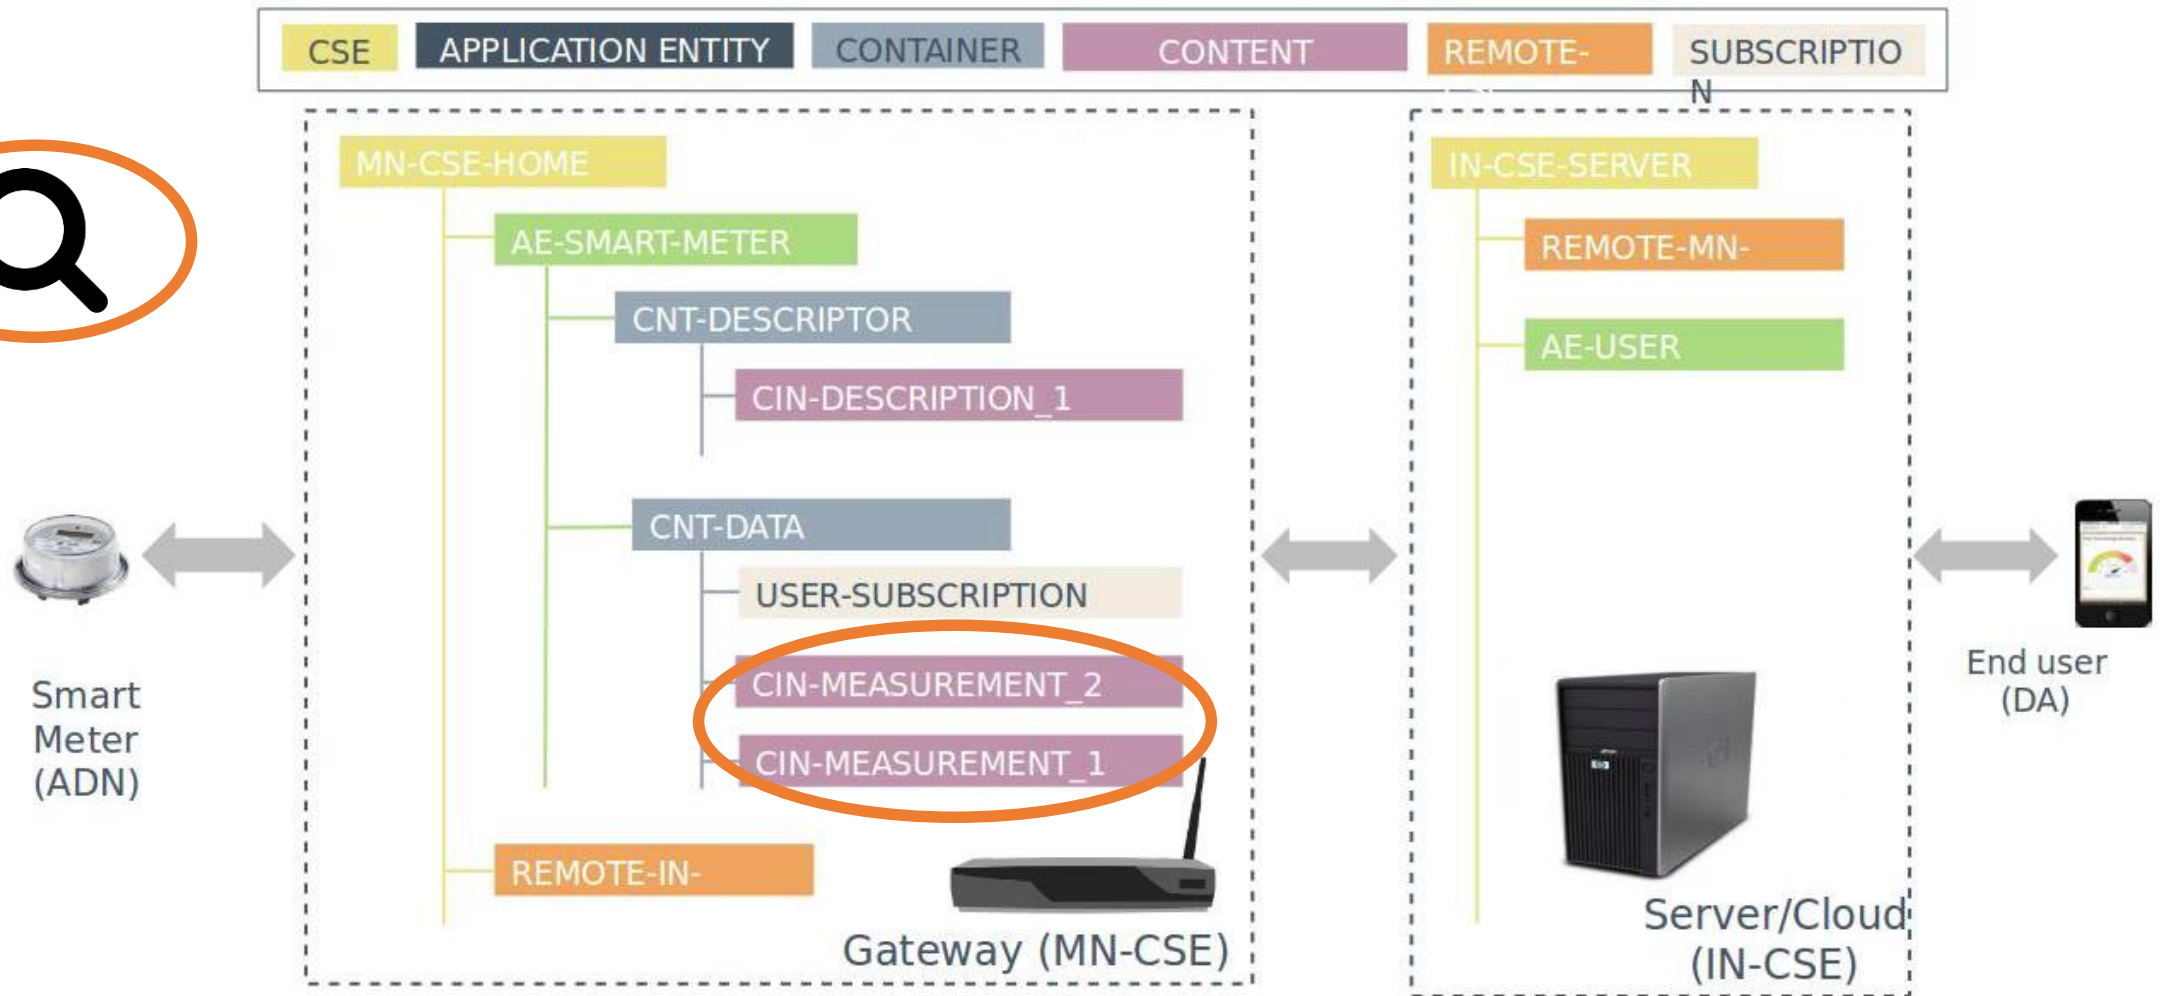 CSE
APPLICATION ENTITY
CONTAINER
CONTENT
REMOTE-
SUBSCRIPTIO
N
MN-CSE-HOME
AE-SMART-METER
CNT-DESCRIPTOR
CIN-DESCRIPTION_1
CNT-DATA
USER-SUBSCRIPTION
CIN-MEASUREMENT_2
CIN-MEASUREMENT_1
REMOTE-IN-
Gateway (MN-CSE)
IN-CSE-SERVER
REMOTE-MN-
AE-USER
Server/Cloud
(IN-CSE)
Smart
Meter
(ADN)
End user
(DA)